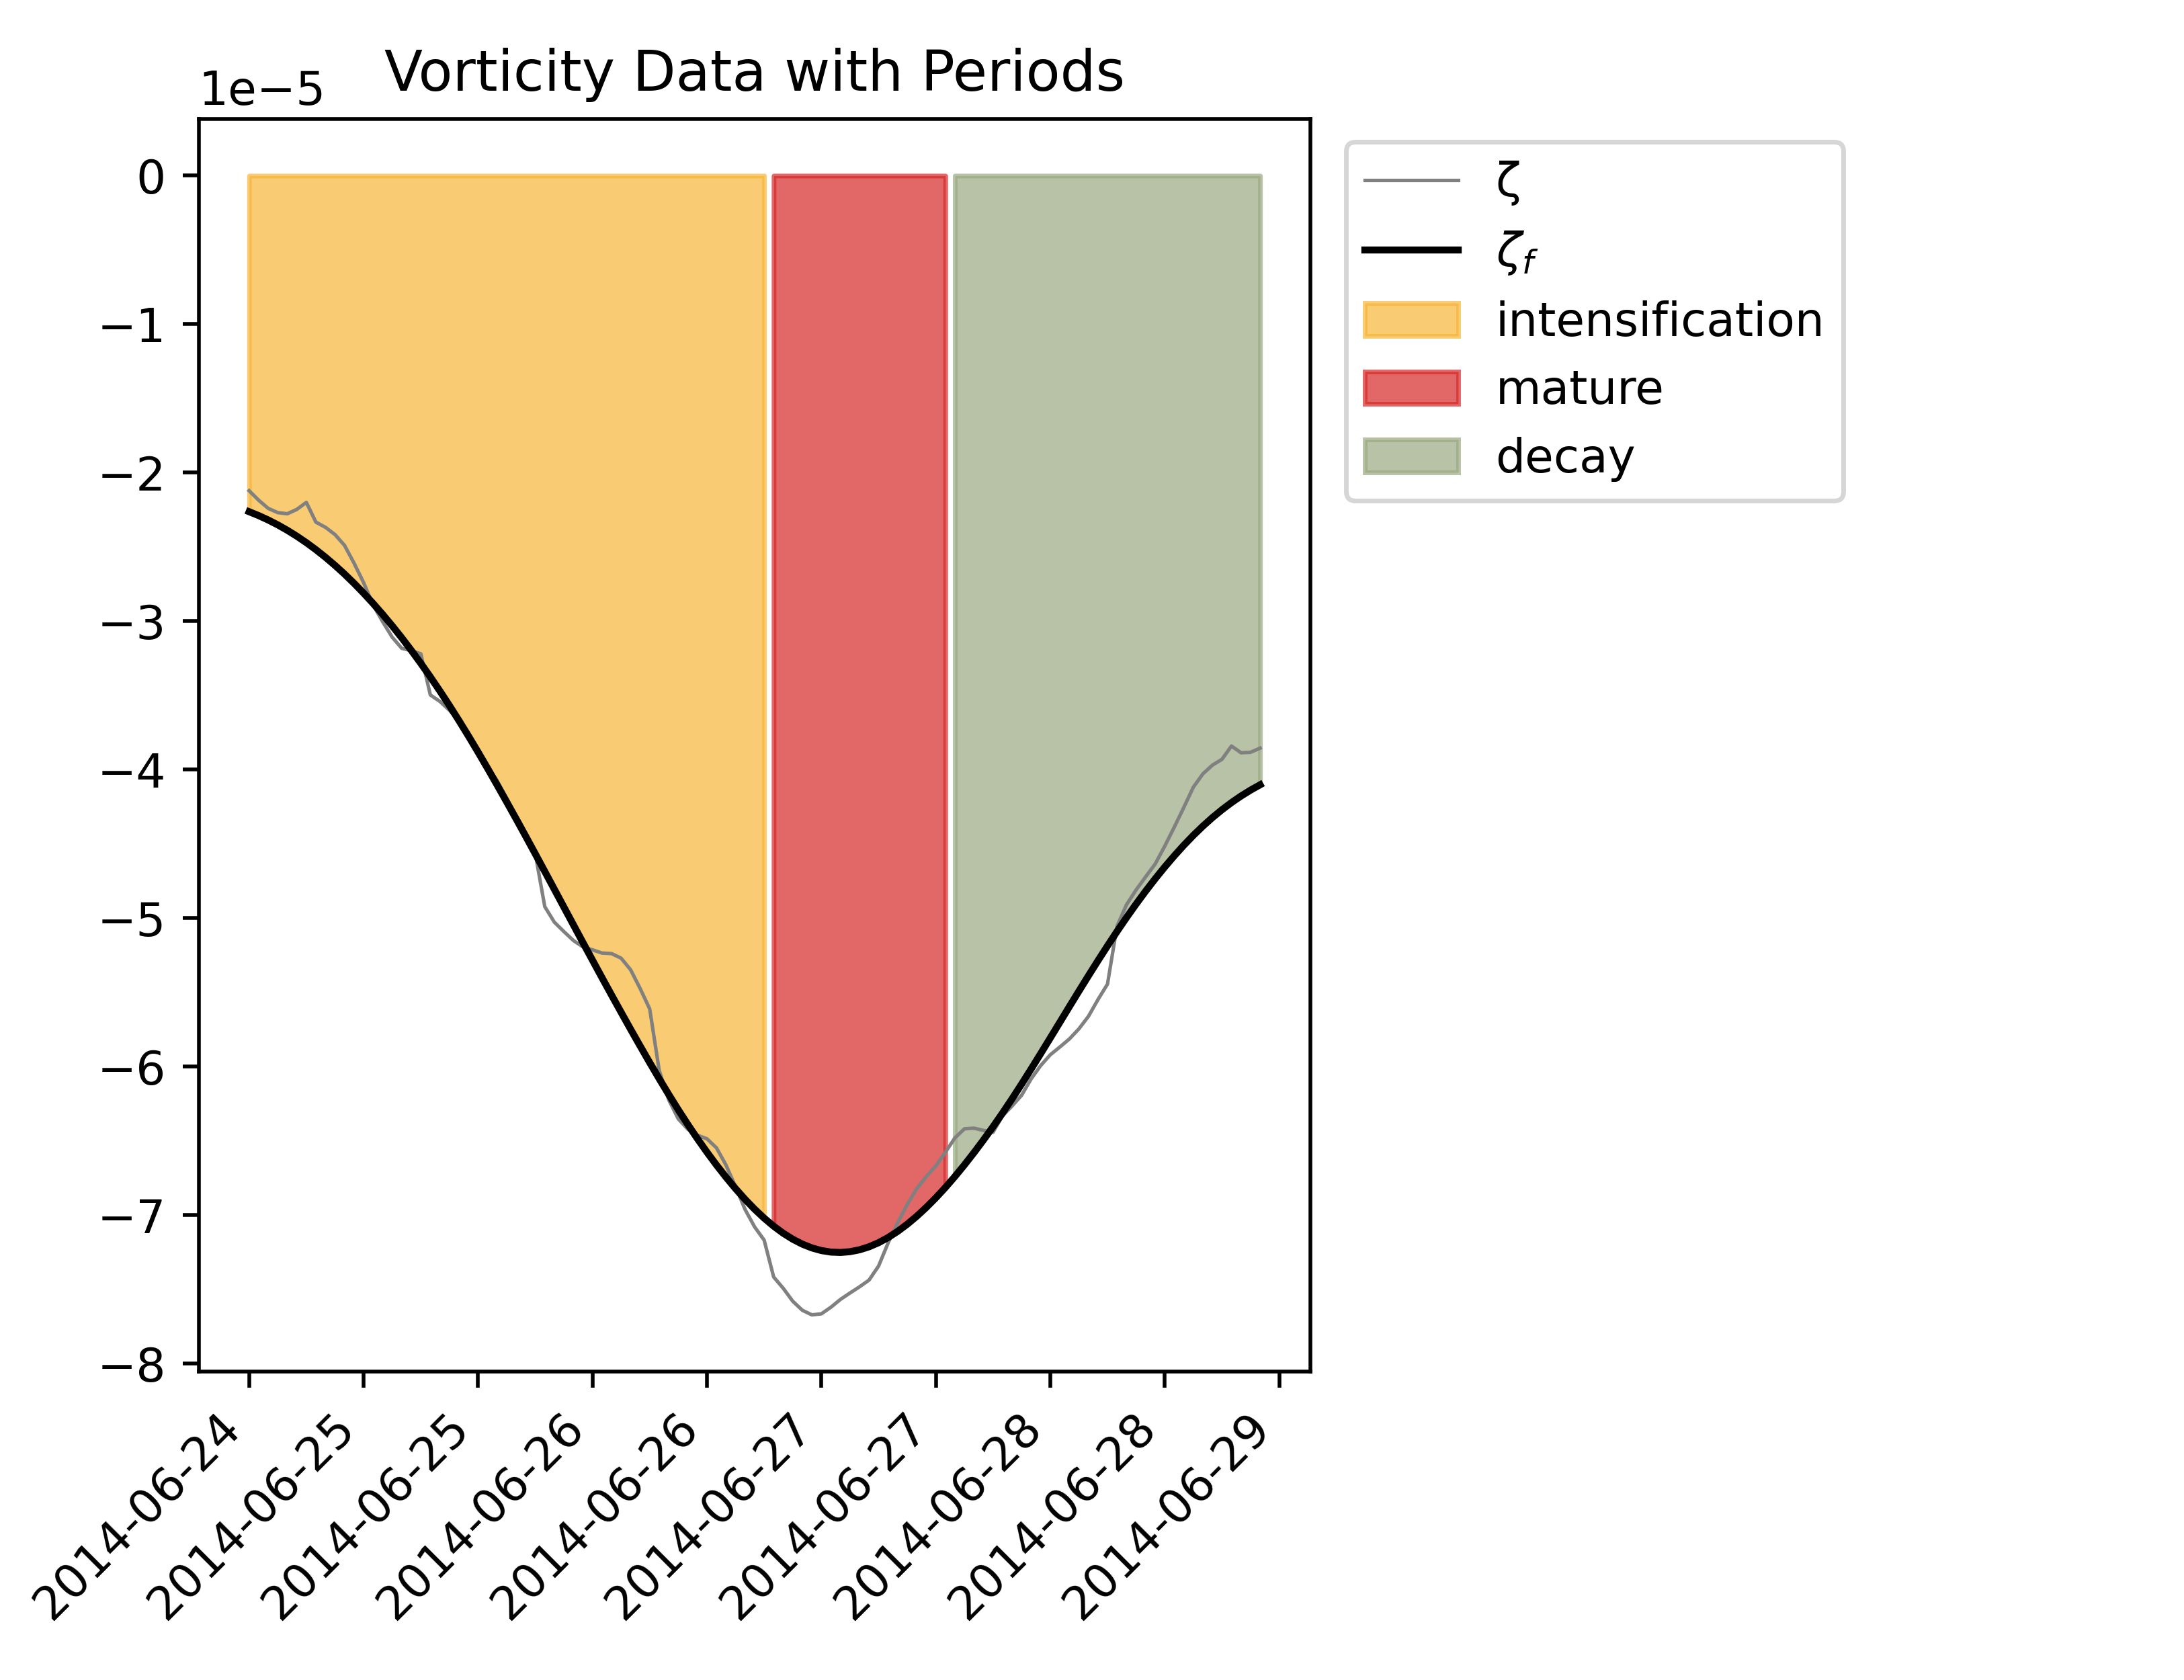 Vorticity Data with Periods
1e−5
0
−1
−2
−3
−4
−5
−6
−7
−8
2014-06-24
2014-06-25
2014-06-25
2014-06-26
2014-06-26
2014-06-27
2014-06-27
2014-06-28
2014-06-28
2014-06-29
ζ
ζf
intensification
mature
decay